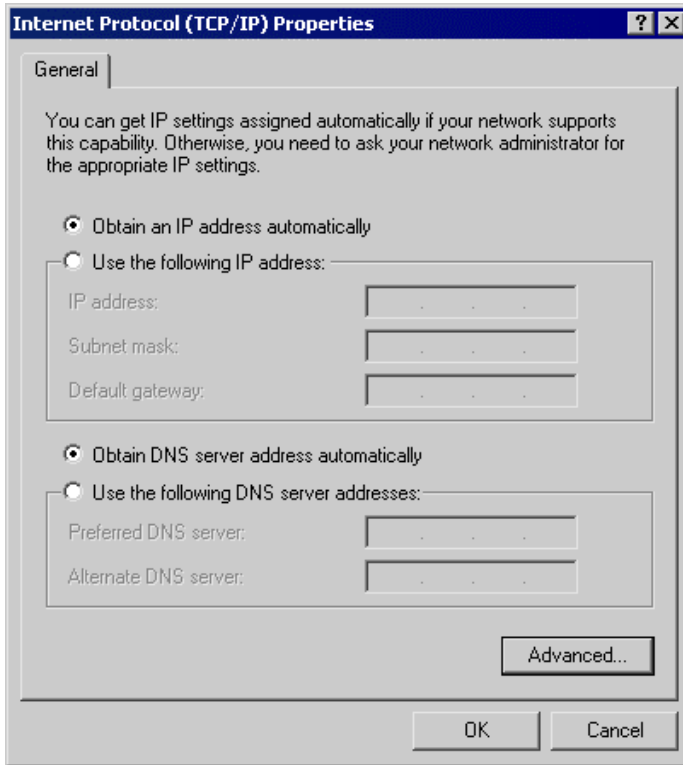 Internet Protocol (TCP/IP) Properties
General
You can get IP settings assigned automatically if your network supports
this capability. Otherwise, you need to ask your network administrator for
the appropriate IP settings.
Obtain an IP address automatically
Use the following IP address:
IP address:
Subnet mask:
Default gateway:
Obtain DNS server address automatically
Use the following DNS server addresses:
Preferred DNS server:
Alternate DNS server:
Advanced...
OK Cancel